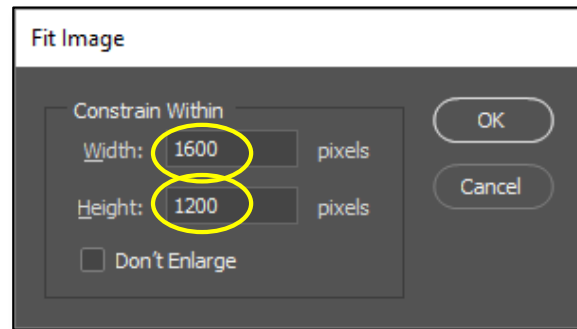 Fit Image
Constrain Within
Width: 1600 pixels
Height: 1200 pixels
Don't Enlarge
OK
Cancel